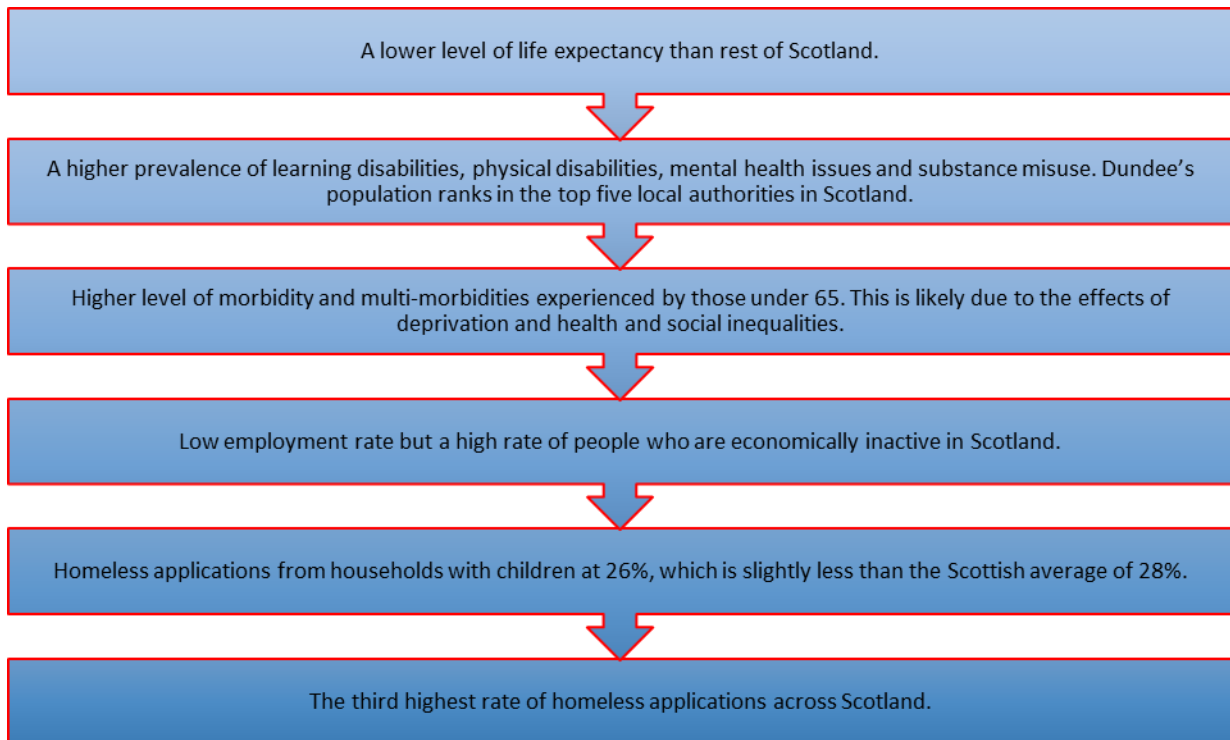 A lower level of life expectancy than rest of Scotland.
A higher prevalence of learning disabilities, physical disabilities, mental health issues and substance misuse. Dundee’s
population ranks in the top five local authorities in Scotland.
Higher level of morbidity and multi-morbidities experienced by those under 65. This is likely due to the effects of
deprivation and health and social inequalities.
Low employment rate but a high rate of people who are economically inactive in Scotland.
Homeless applications from households with children at 26%, which is slightly less than the Scottish average of 28%.
The third highest rate of homeless applications across Scotland.